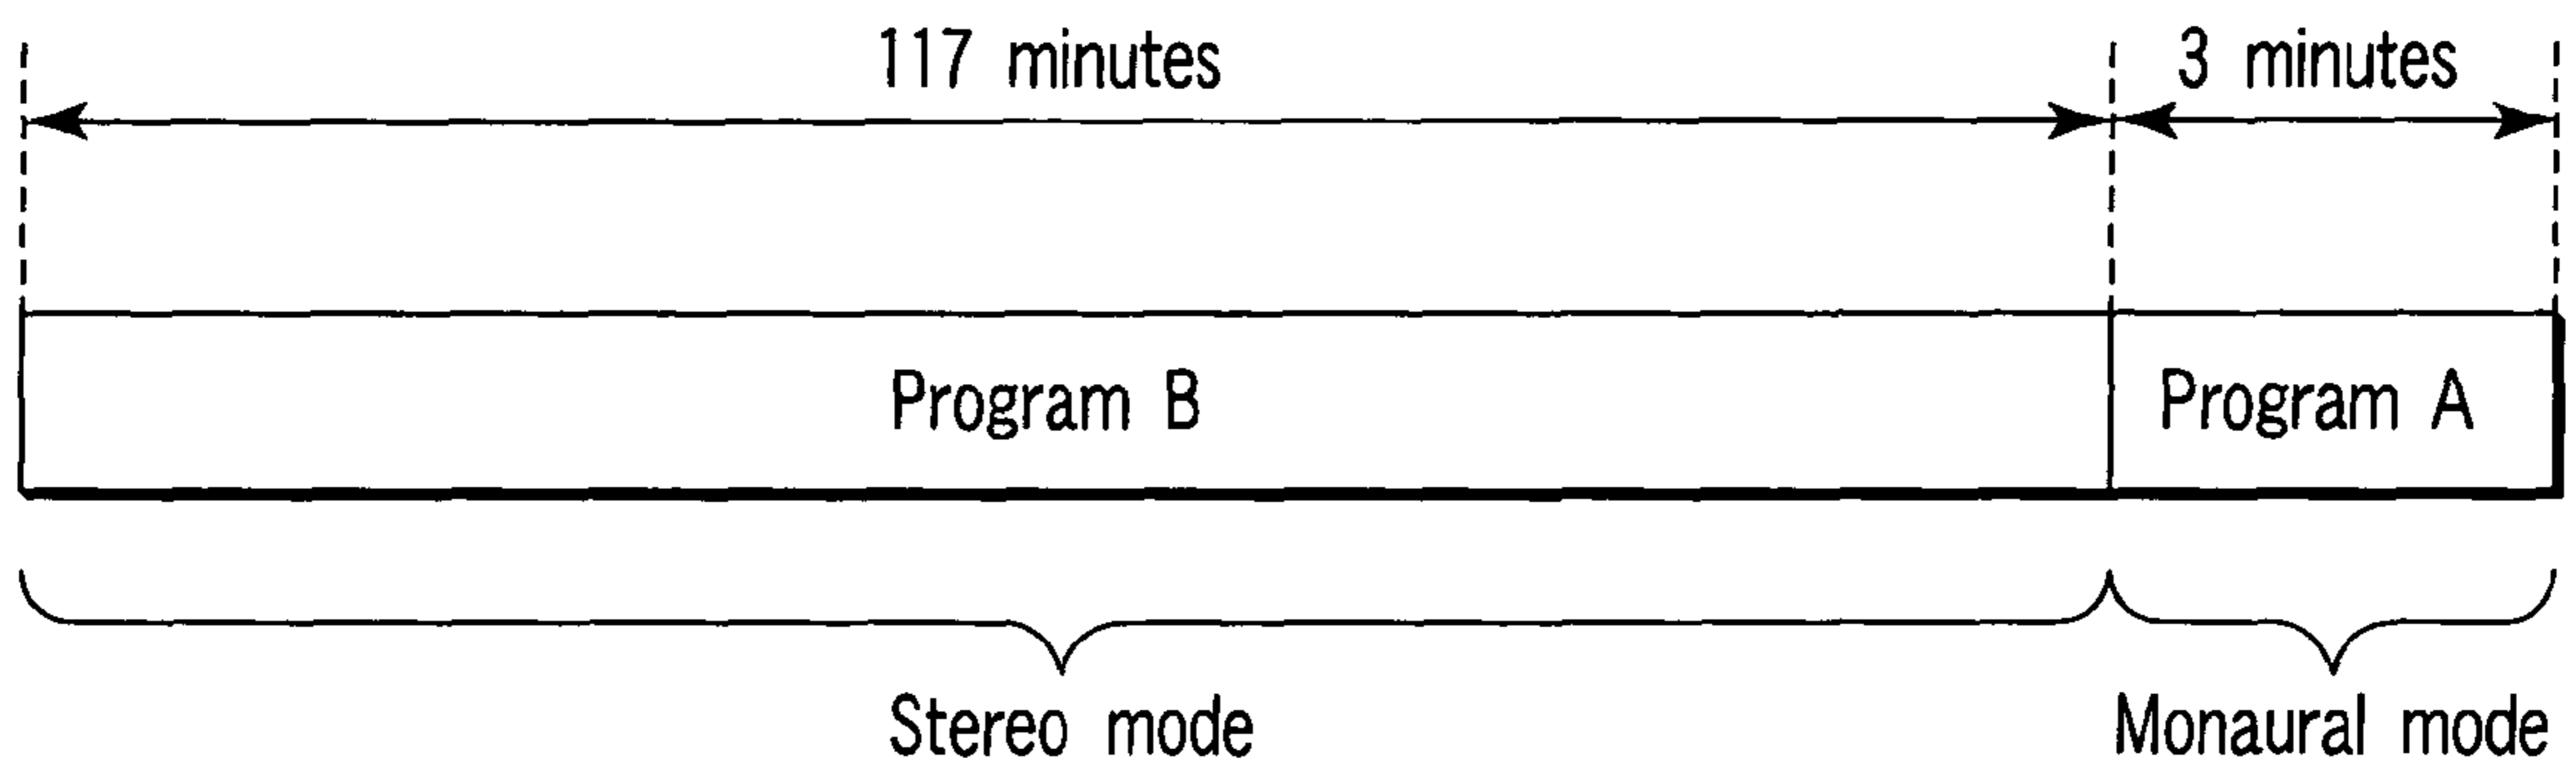 117 minutes
3 minutes
Program B
Program A
Stereo mode
Monaural mode